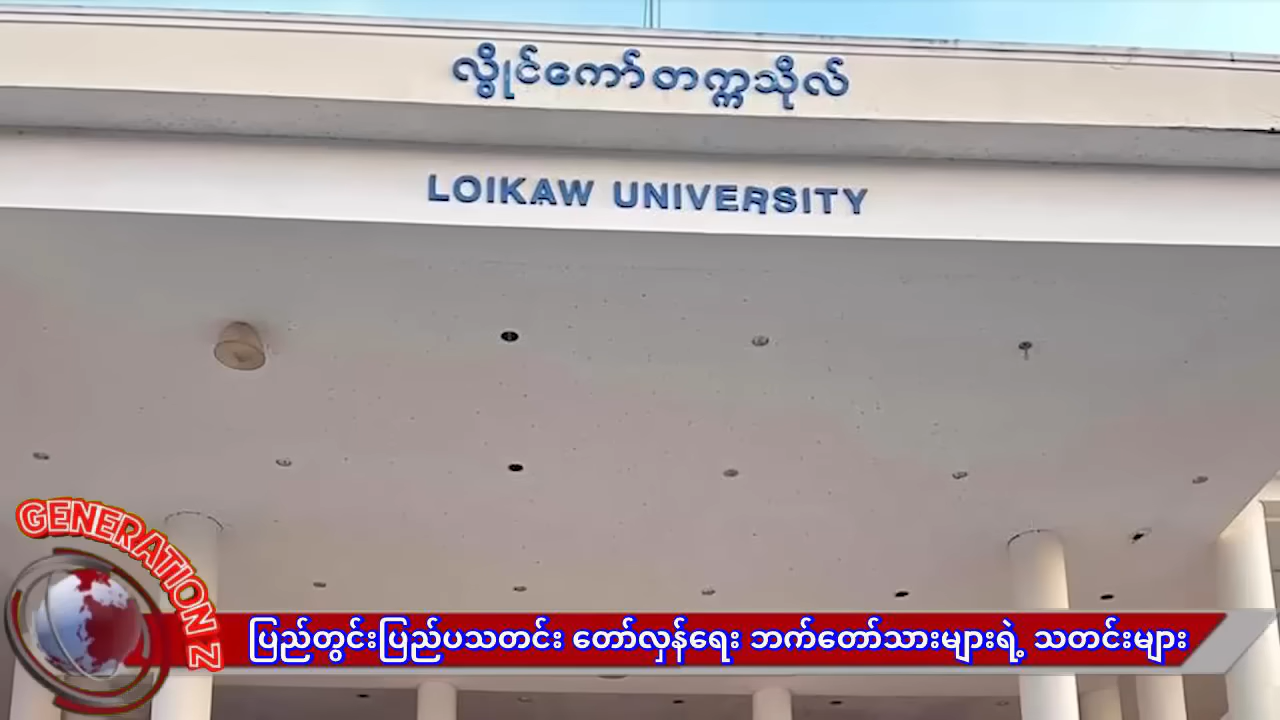 လွိုင်ကော်တက္ကသိုလ်
LOIKAW UNIVERSITY
GENERATION Z
ပြည်တွင်းပြည်ပသတင်း တော်လှန်ရေး ဘက်တော်သားများရဲ့ သတင်းများ